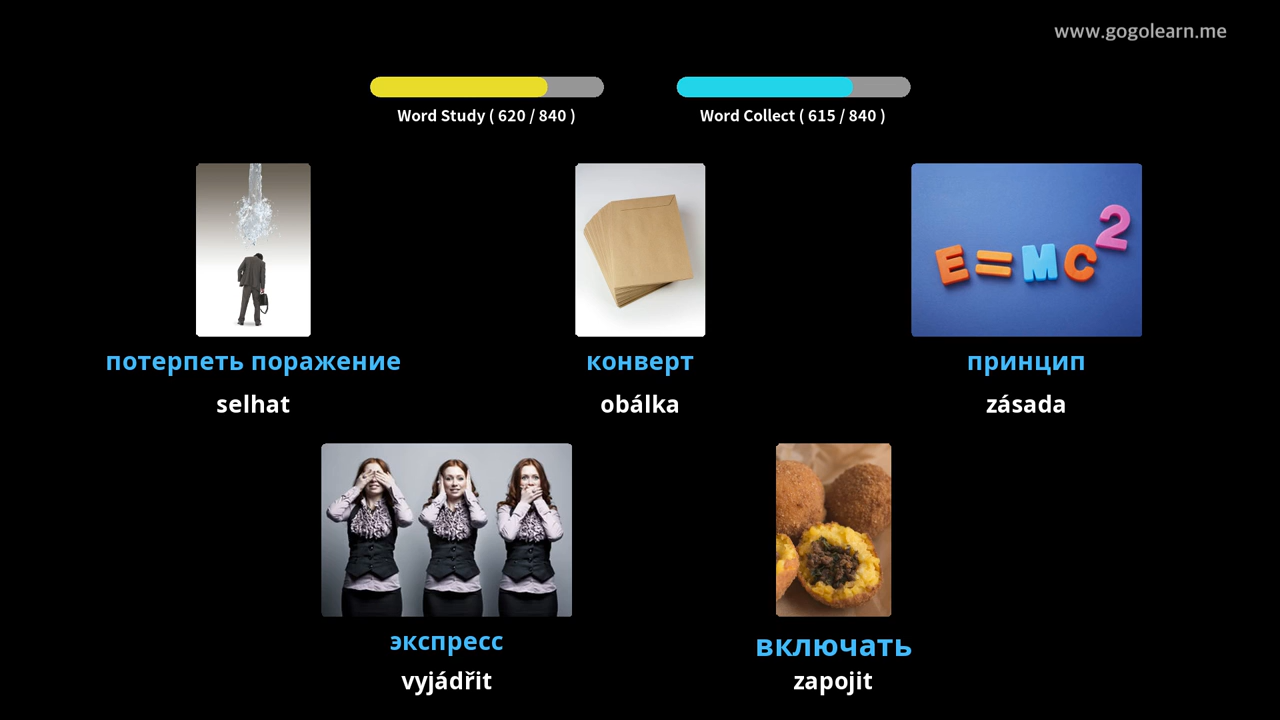 www.gogolearn.me
Word Study ( 620 / 840 )
Word Collect ( 615 / 840 )
E=MC2
потерпеть поражение
конверт
принцип
selhat
obálka
zásada
экспресс
включать
vyjádřit
zapojit